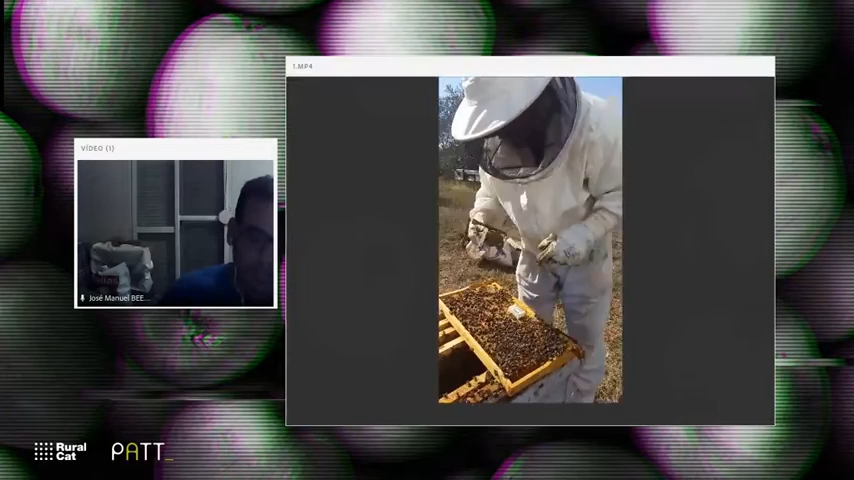 1.MP4
VÍDEO (1)
José Manuel BEE...
Rural
Cat
PATT_